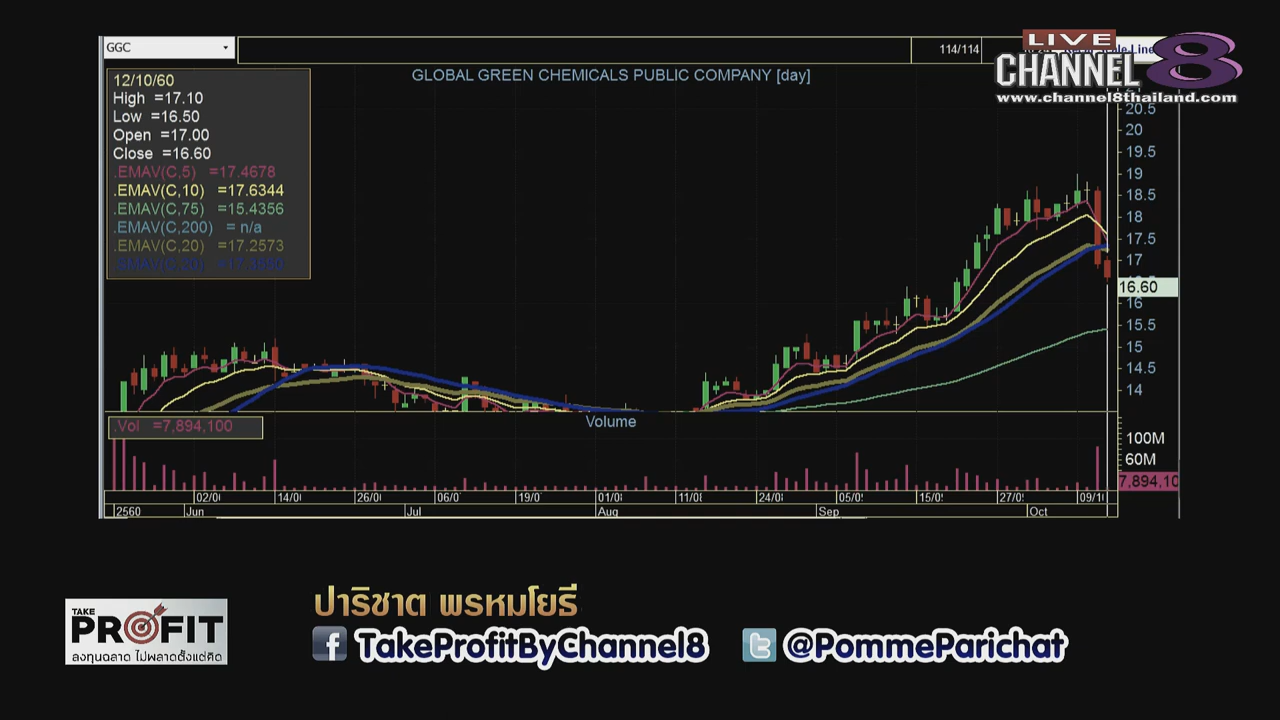 GGC
114/114
LIVE
CHANNEL 8
www.channel8thailand.com
GLOBAL GREEN CHEMICALS PUBLIC COMPANY [day]
12/10/60
High =17.10
Low =16.50
Open =17.00
Close =16.60
.EMAV(C,5) =17.4678
.EMAV(C,10) =17.6344
.EMAV(C,75) =15.4356
.EMAV(C,200) = n/a
.EMAV(C,20) =17.2573
20.5
20
19.5
19
18.5
18
17.5
17
16.60
16
15.5
15
14.5
14
Volume
.Vol =7,894,100
100M
60M
7,894,10
02/0
14/0
26/0
06/0
19/0
01/0
11/0
24/0
05/0
15/0
27/0
09/1
2560
Jun
Jul
Aug
Sep
Oct
TAKE
PROFIT
ลงทุนฉลาด ไม่พลาดตั้งแต่คิด
ปาริชาต พรหมโยธี
f TakeProfitByChannel8
t @PommeParichat